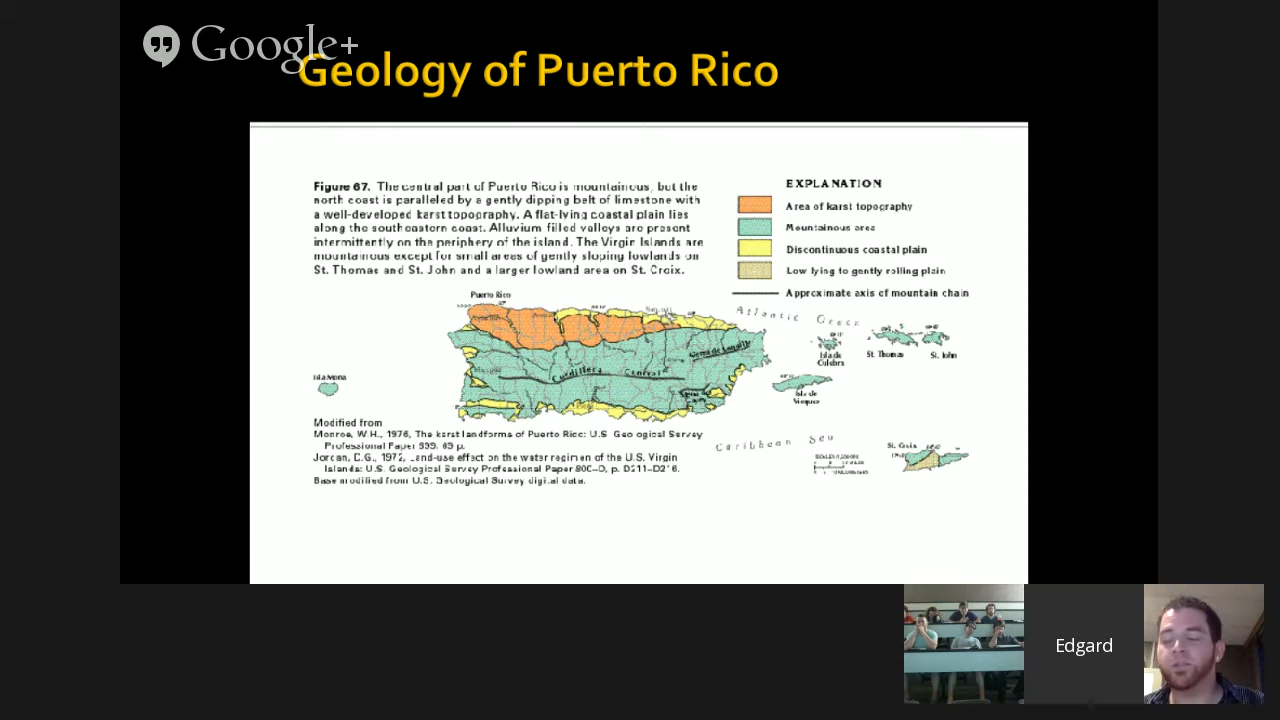 Google+
Geology of Puerto Rico
Figure 67. The central part of Puerto Rico is mountainous, but the
north coast is paralleled by a gently dipping belt of limestone with
a well-developed karst topography. A flat-lying coastal plain lies
along the southeastern coast. Alluvium-filled valleys are present
intermittently on the periphery of the island. The Virgin Islands are
mountainous except for small areas of gently sloping lowlands on
St. Thomas and St. John and a larger lowland area on St. Croix.
EXPLANATION
Area of karst topography
Mountainous area
Discontinuous coastal plain
Low lying to gently rolling plain
Approximate axis of mountain chain
Puerto Rico
Atlantic Ocean
Isla de
Culebra
St. Thomas
St. John
Cordillera Central
Isla Mona
Isla de
Vieques
Caribbean Sea
St. Croix
Modified from
Monroe, W.H., 1976, The karst landforms of Puerto Rico: U.S. Geological Survey
Professional Paper 899, 69 p.
Jordan, D.G., 1972, Land-use effect on the water regimen of the U.S. Virgin
Islands: U.S. Geological Survey Professional Paper 800-D, p. D211-D216.
Base modified from U.S. Geological Survey digital data.
Edgard